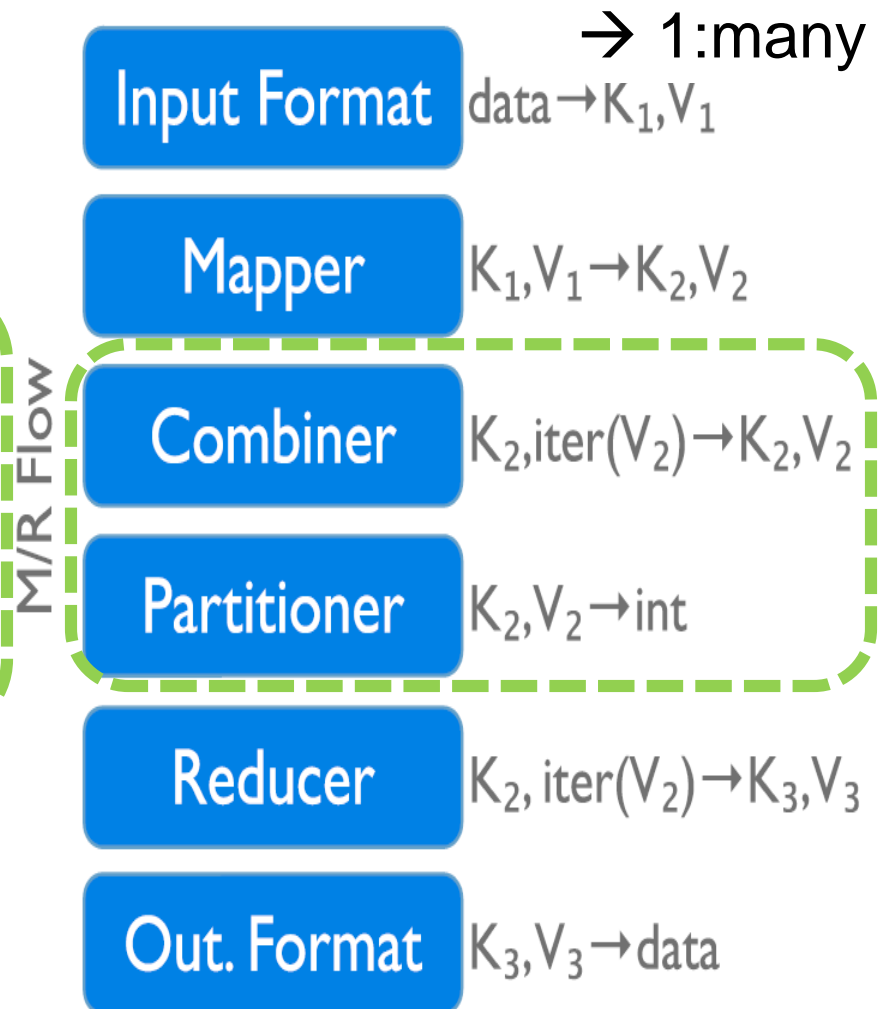 → 1:many
Input Format data→K₁,V₁
Mapper K₁,V₁→K₂,V₂
M/R Flow
Combiner K₂,iter(V₂)→K₂,V₂
Partitioner K₂,V₂→int
Reducer K₂, iter(V₂)→K₃,V₃
Out. Format K₃,V₃→data